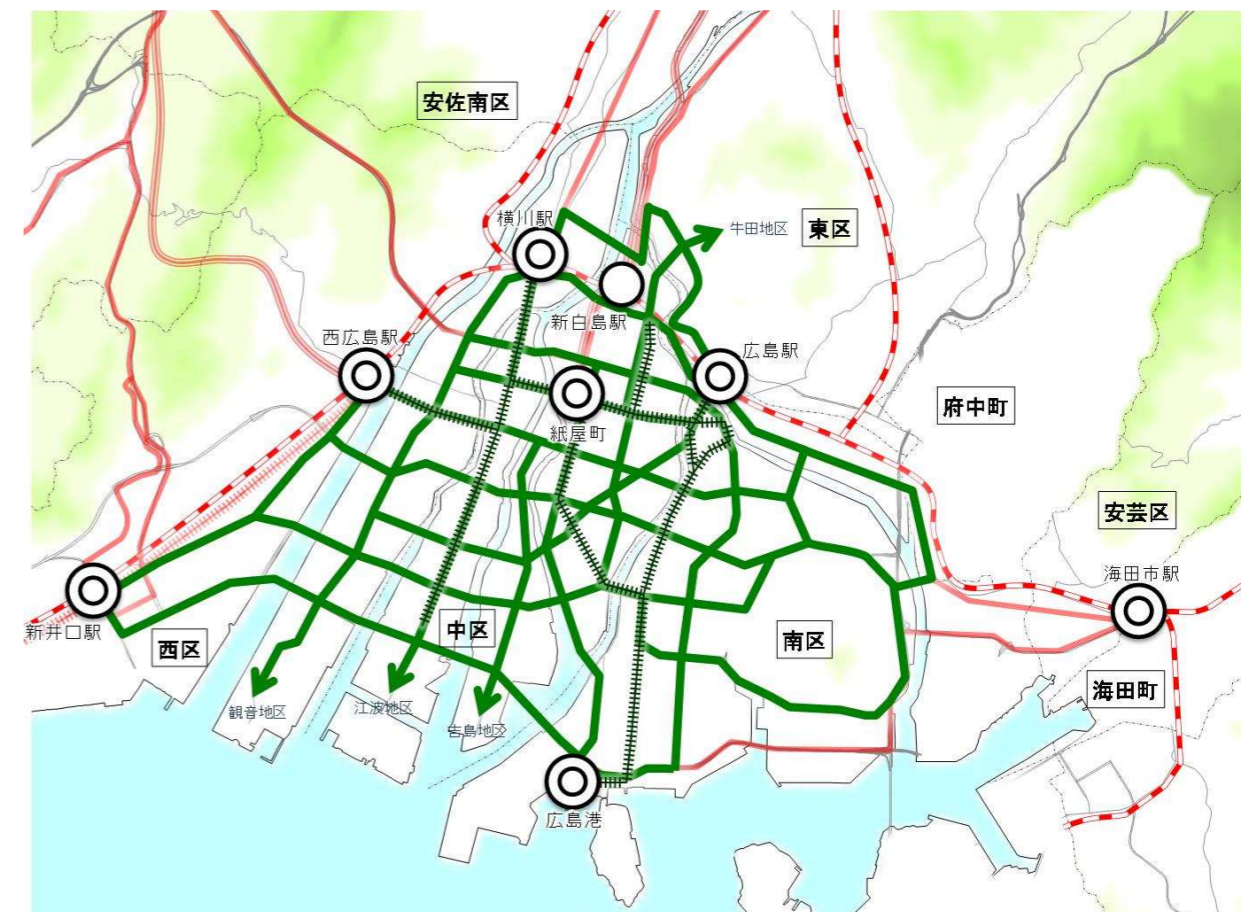 安佐南区
横川駅
牛田地区
東区
新白島駅
西広島駅
広島駅
紙屋町
府中町
安芸区
海田市駅
新井口駅
西区
中区
南区
海田町
観音地区
江波地区
吉島地区
広島港